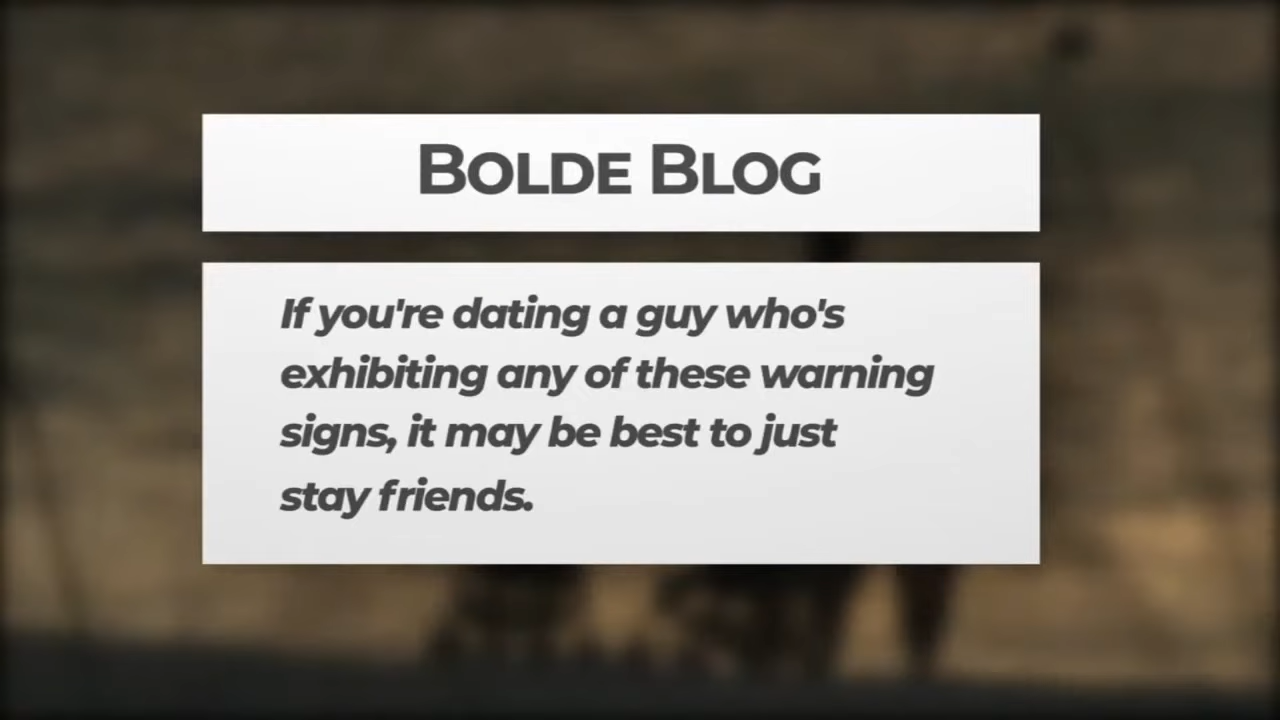 BOLDE BLOG
If you're dating a guy who's
exhibiting any of these warning
signs, it may be best to just
stay friends.